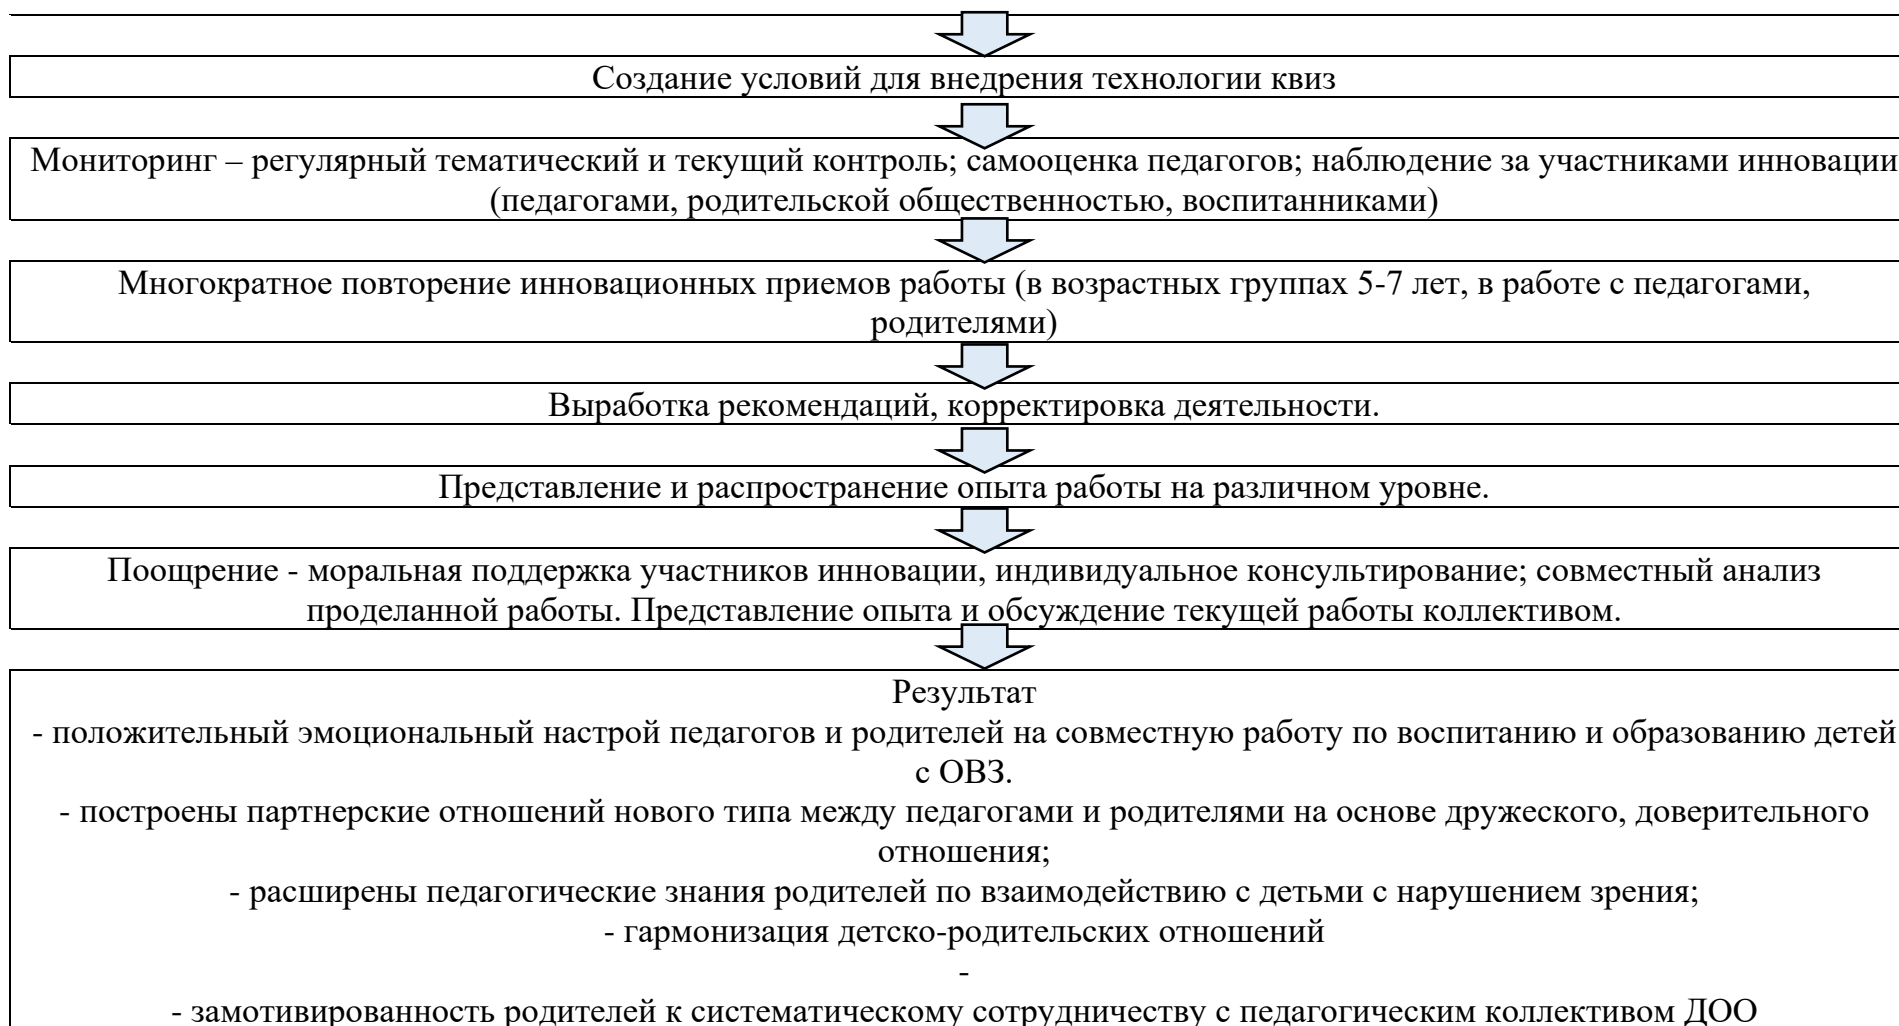 Создание условий для внедрения технологии квиз
Мониторинг – регулярный тематический и текущий контроль; самооценка педагогов; наблюдение за участниками инновации
(педагогами, родительской общественностью, воспитанниками)
Многократное повторение инновационных приемов работы (в возрастных группах 5-7 лет, в работе с педагогами,
родителями)
Выработка рекомендаций, корректировка деятельности.
Представление и распространение опыта работы на различном уровне.
Поощрение - моральная поддержка участников инновации, индивидуальное консультирование; совместный анализ
проделанной работы. Представление опыта и обсуждение текущей работы коллективом.
Результат
- положительный эмоциональный настрой педагогов и родителей на совместную работу по воспитанию и образованию детей
с ОВЗ.
- построены партнерские отношений нового типа между педагогами и родителями на основе дружеского, доверительного
отношения;
- расширены педагогические знания родителей по взаимодействию с детьми с нарушением зрения;
- гармонизация детско-родительских отношений
-
- замотивированность родителей к систематическому сотрудничеству с педагогическим коллективом ДОО